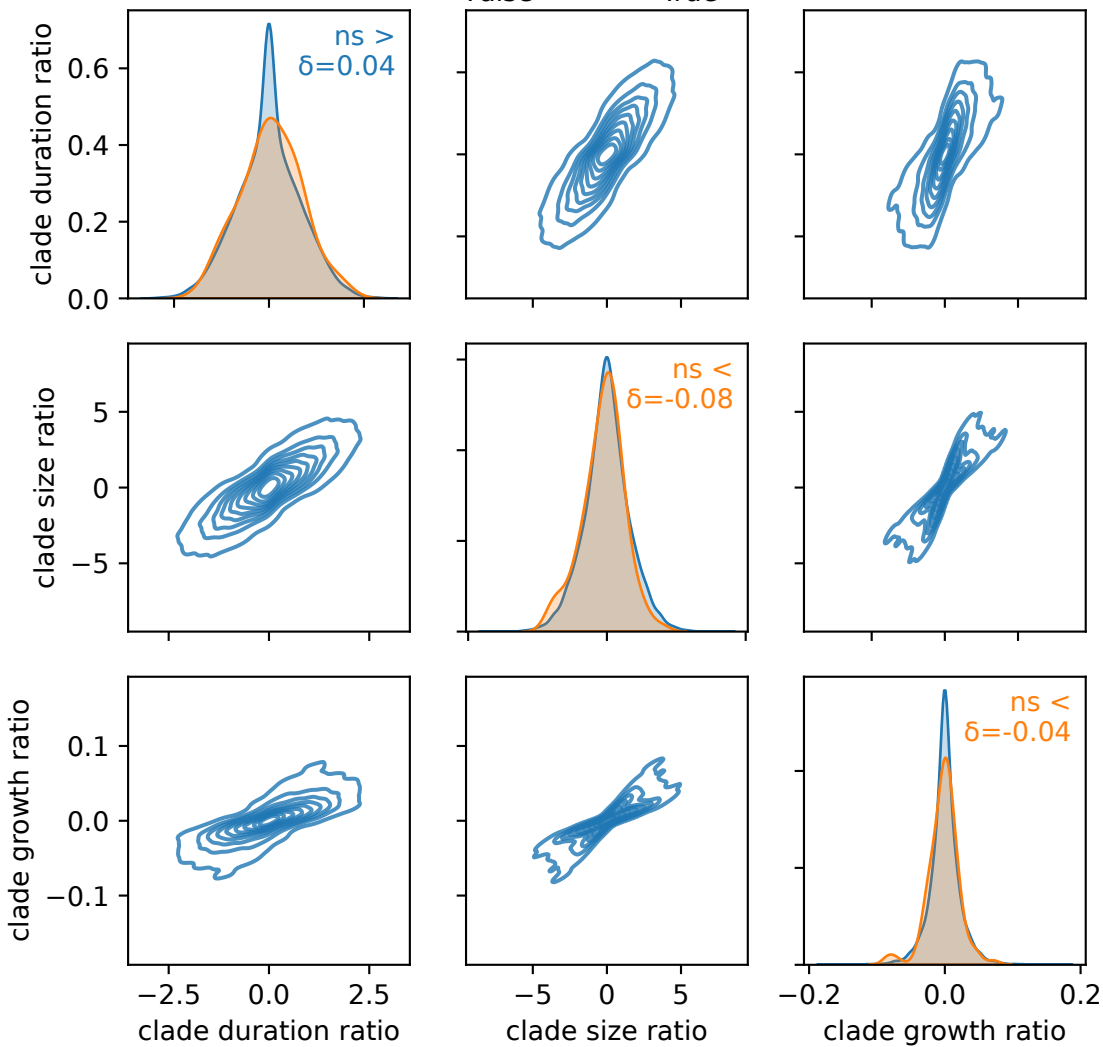 clade duration ratio
0.6
0.4
0.2
0.0
ns >
δ=0.04
clade size ratio
5
0
−5
ns <
δ=-0.08
clade growth ratio
0.1
0.0
−0.1
ns <
δ=-0.04
−2.5 0.0 2.5
−5 0 5
−0.2 0.0 0.2
clade duration ratio
clade size ratio
clade growth ratio